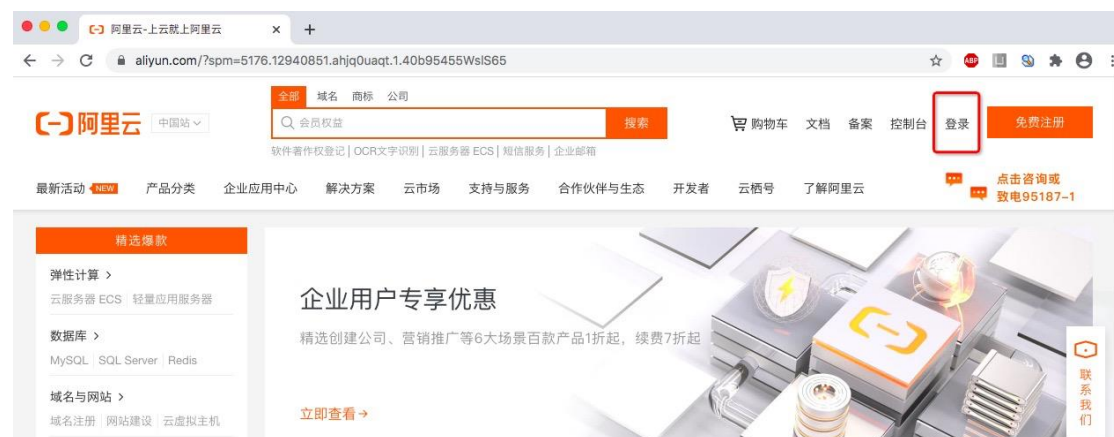 阿里云-上云就上阿里云
aliyun.com/?spm=5176.12940851.ahjq0uaqt.1.40b95455WslS65
ABP
全部 域名 商标 公司
阿里云 中国站
会员权益 搜索
购物车 文档 备案 控制台 登录 免费注册
软件著作权登记 | OCR文字识别 | 云服务器 ECS | 短信服务 | 企业邮箱
最新活动 NEW 产品分类 企业应用中心 解决方案 云市场 支持与服务 合作伙伴与生态 开发者 云栖号 了解阿里云
点击咨询或
致电95187-1
精选爆款
弹性计算 >
云服务器 ECS | 轻量应用服务器
数据库 >
MySQL | SQL Server | Redis
域名与网站 >
域名注册 | 网站建设 | 云虚拟主机
企业用户专享优惠
精选创建公司、营销推广等6大场景百款产品1折起，续费7折起
立即查看→
联
系
我
们